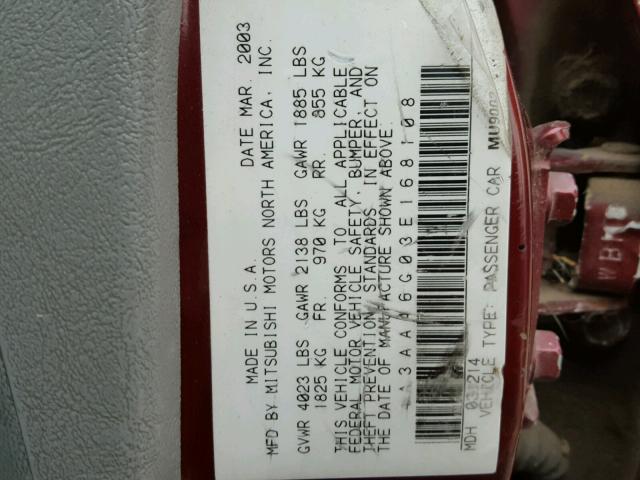 MADE IN U.S.A. DATE MAR. 2003
MFD BY MITSUBISHI MOTORS NORTH AMERICA, INC.
GVWR 4023 LBS GAWR 2138 LBS GAWR 1885 LBS
1825 KG FR. 970 KG RR. 855 KG
THIS VEHICLE CONFORMS TO ALL APPLICABLE
FEDERAL MOTOR VEHICLE SAFETY, BUMPER, AND
THEFT PREVENTION STANDARDS IN EFFECT ON
THE DATE OF MANUFACTURE SHOWN ABOVE.
3AA46G03E168108
MDH 031214
VEHICLE TYPE: PASSENGER CAR
WBM